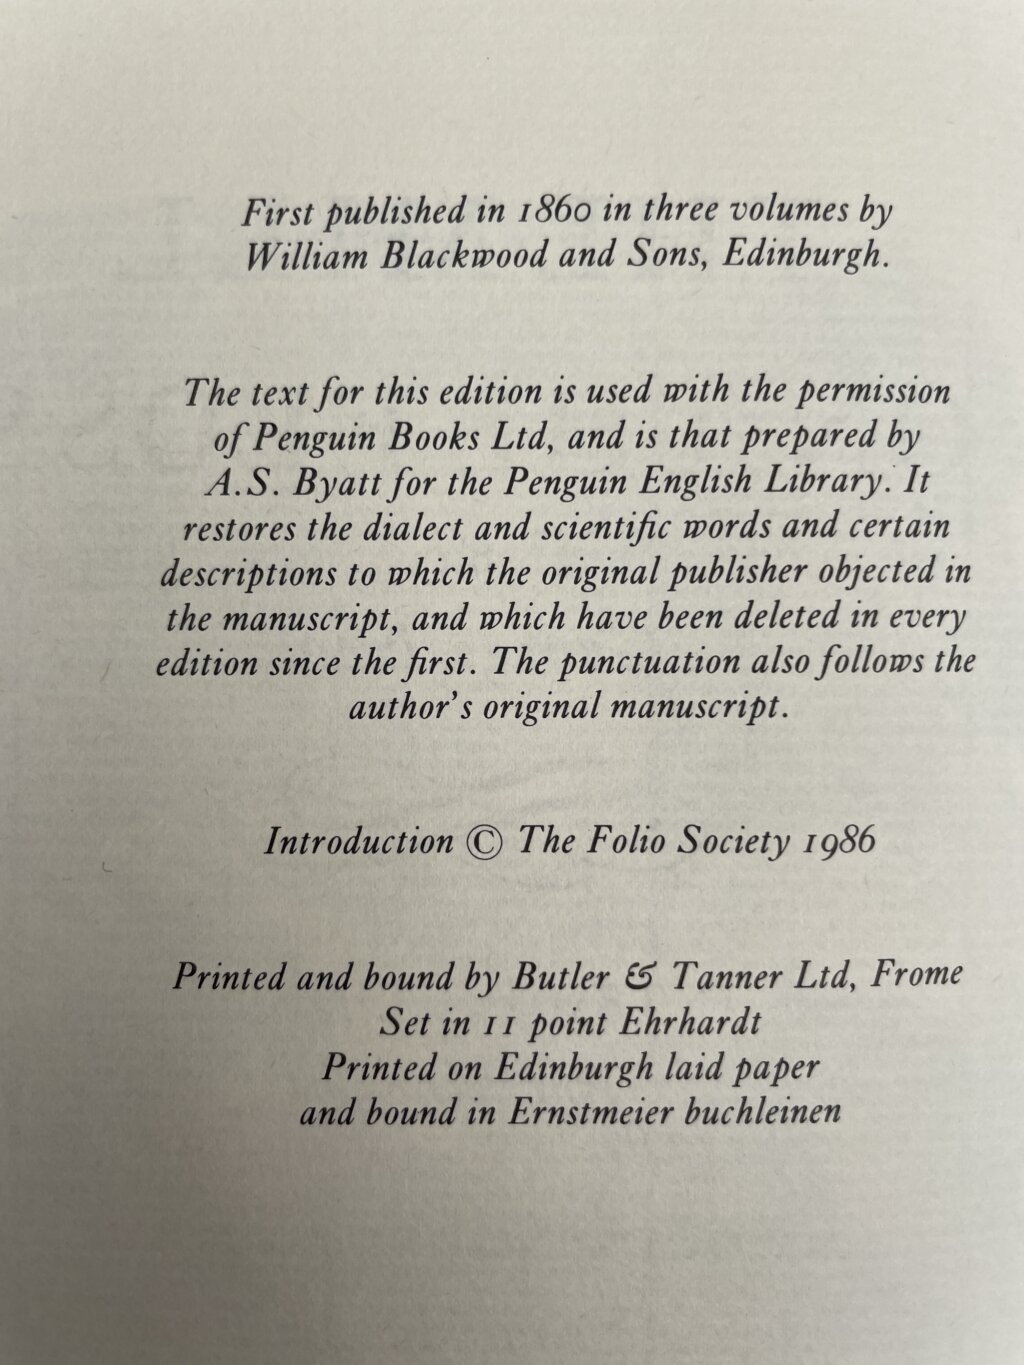 First published in 1860 in three volumes by
William Blackwood and Sons, Edinburgh.
The text for this edition is used with the permission
of Penguin Books Ltd, and is that prepared by
A.S. Byatt for the Penguin English Library. It
restores the dialect and scientific words and certain
descriptions to which the original publisher objected in
the manuscript, and which have been deleted in every
edition since the first. The punctuation also follows the
author's original manuscript.
Introduction © The Folio Society 1986
Printed and bound by Butler & Tanner Ltd, Frome
Set in 11 point Ehrhardt
Printed on Edinburgh laid paper
and bound in Ernstmeier buchleinen